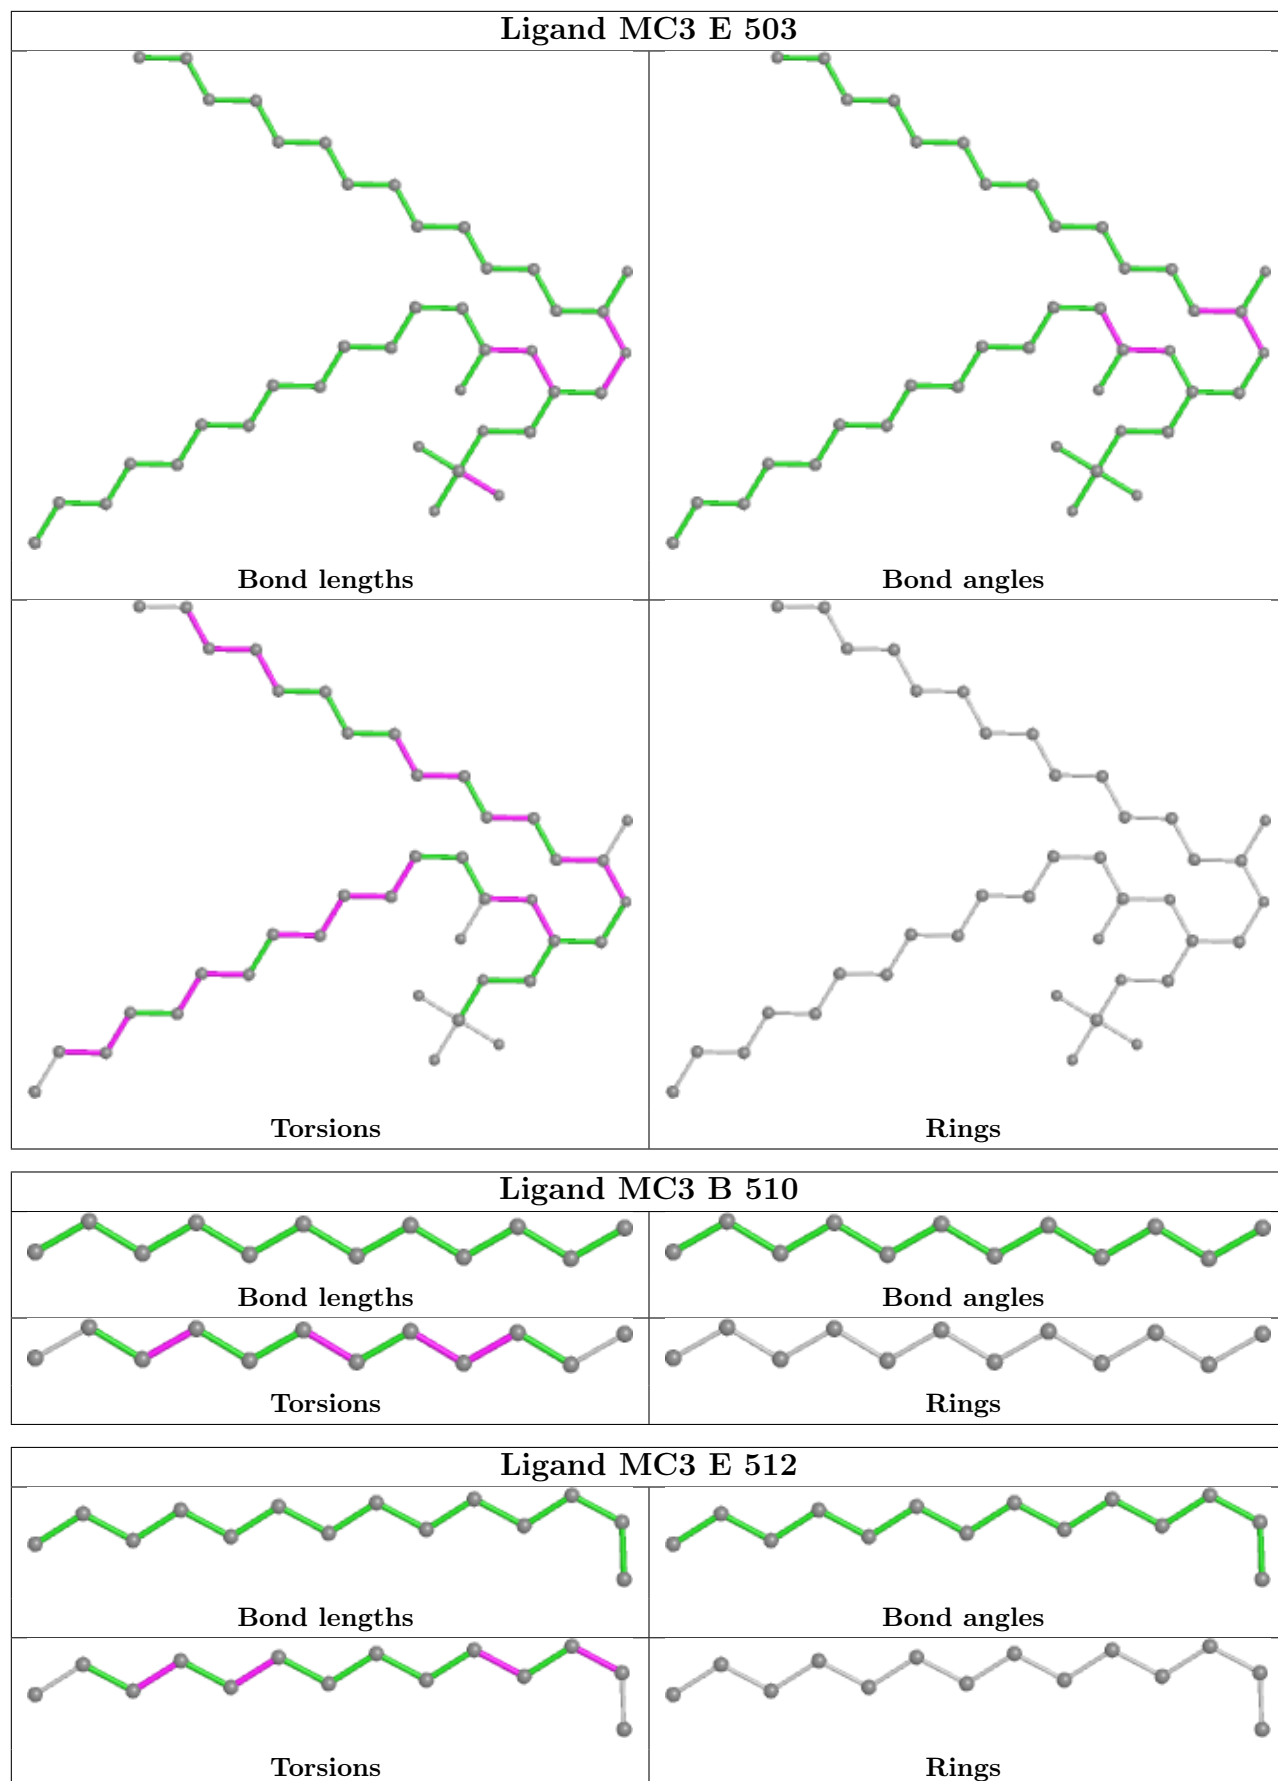 Ligand MC3 E 503
Bond lengths
Bond angles
Torsions
Rings
Ligand MC3 B 510
Bond lengths
Bond angles
Torsions
Rings
Ligand MC3 E 512
Bond lengths
Bond angles
Torsions
Rings